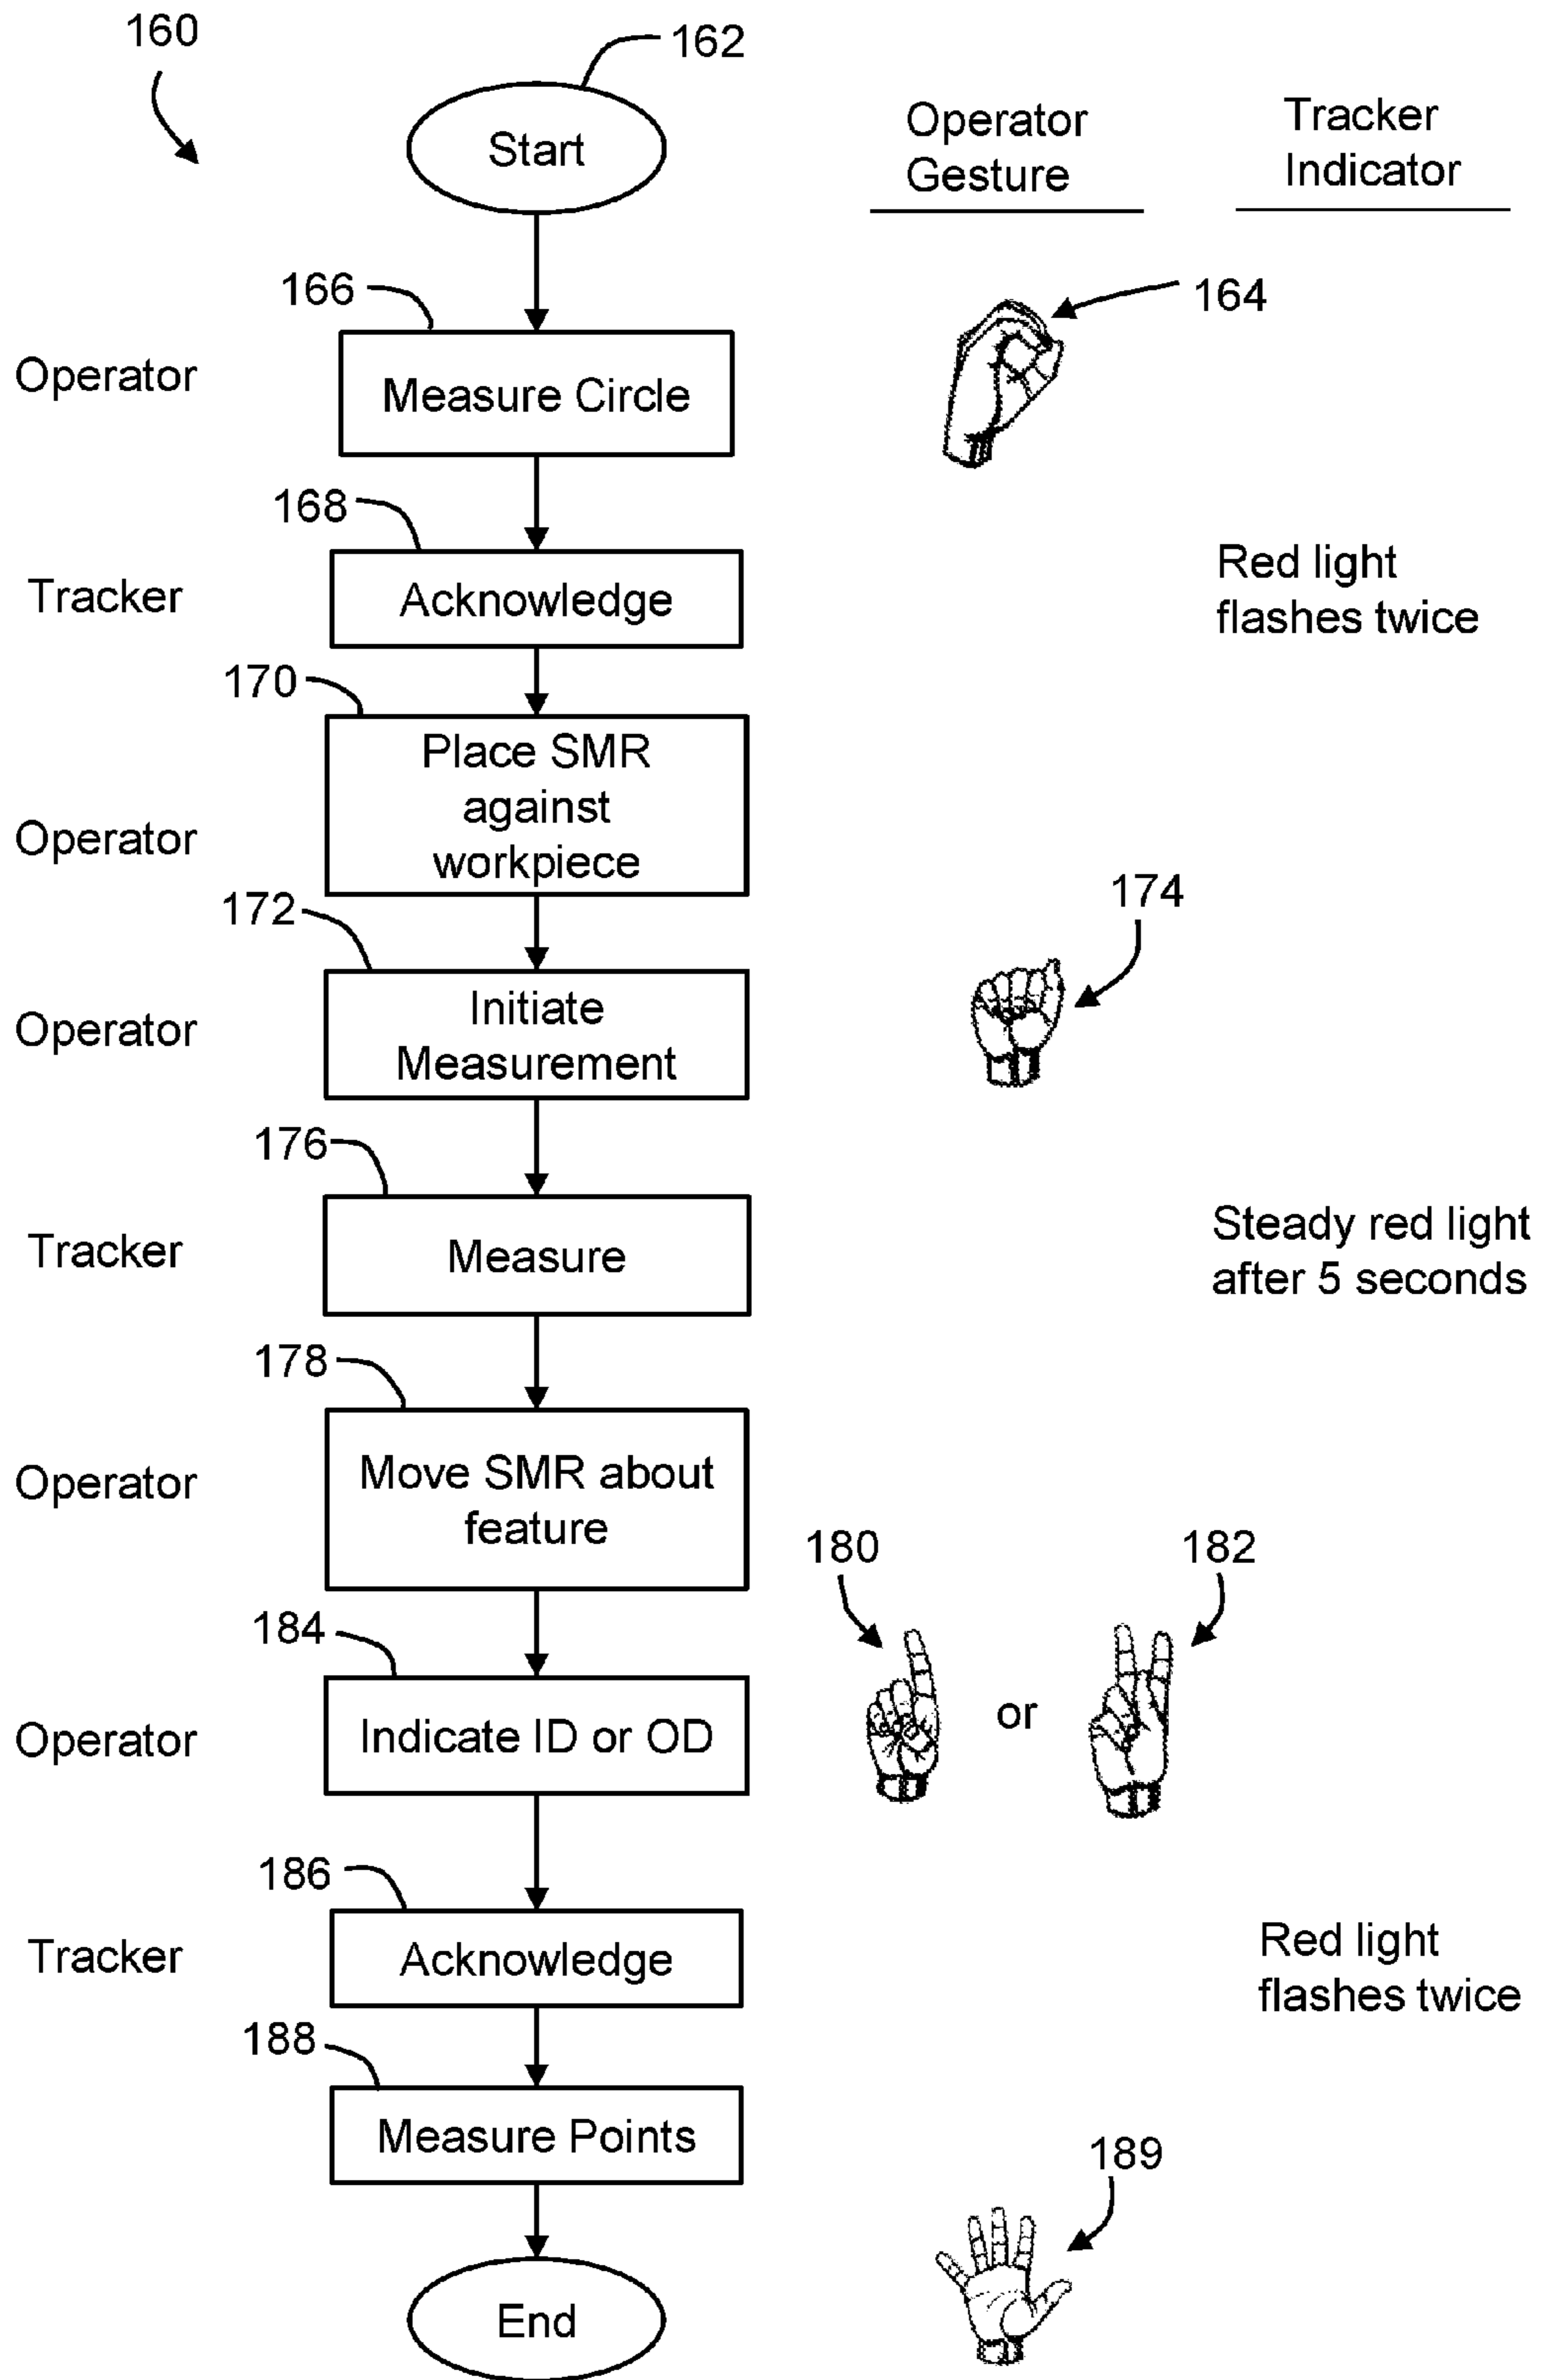 160
162
Start
Operator
Gesture
Tracker
Indicator
166
164
Operator
Measure Circle
168
Tracker
Acknowledge
Red light
flashes twice
170
Operator
Place SMR
against
workpiece
172
174
Operator
Initiate
Measurement
176
Tracker
Measure
Steady red light
after 5 seconds
178
Operator
Move SMR about
feature
180
182
184
Operator
Indicate ID or OD
or
186
Tracker
Acknowledge
Red light
flashes twice
188
Measure Points
189
End